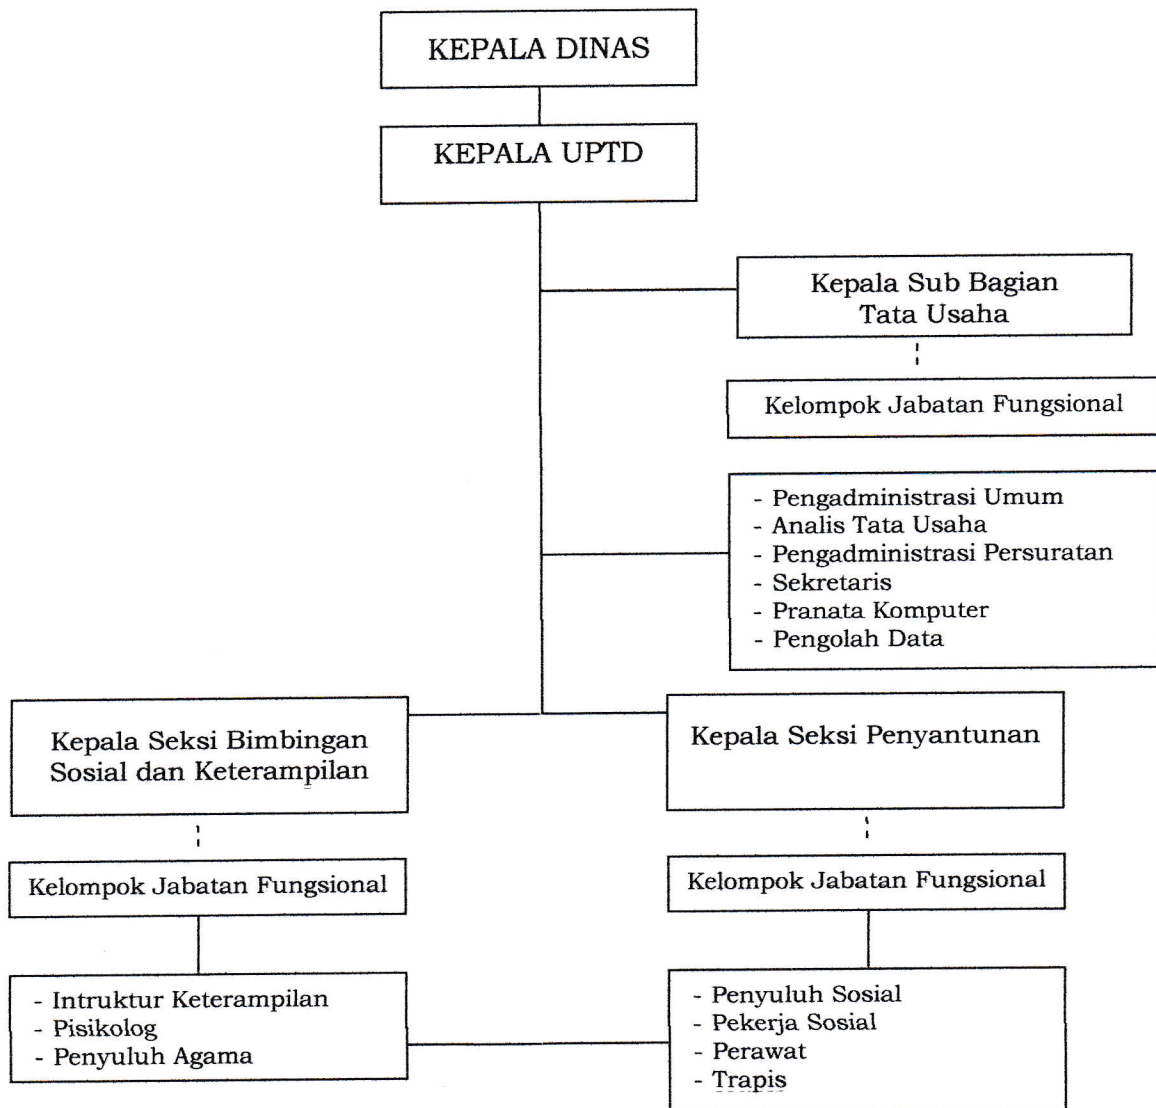 KEPALA DINAS
KEPALA UPTD
Kepala Sub Bagian
Tata Usaha
Kelompok Jabatan Fungsional
- Pengadministrasi Umum
- Analis Tata Usaha
- Pengadministrasi Persuratan
- Sekretaris
- Pranata Komputer
- Pengolah Data
Kepala Seksi Bimbingan
Sosial dan Keterampilan
Kelompok Jabatan Fungsional
- Intruktur Keterampilan
- Pisikolog
- Penyuluh Agama
Kepala Seksi Penyantunan
Kelompok Jabatan Fungsional
- Penyuluh Sosial
- Pekerja Sosial
- Perawat
- Trapis